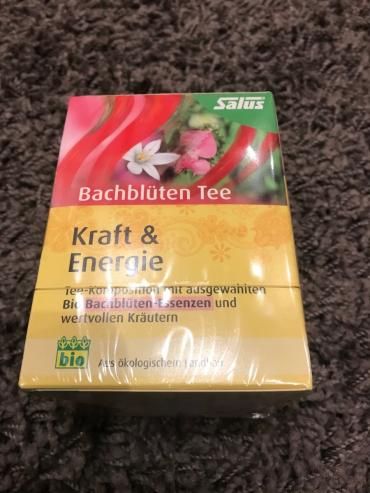 Salus
Bachblüten Tee
Kraft &
Energie
Tee-Komposition mit ausgewählten
Bio Bachblüten-Essenzen und
wertvollen Kräutern
bio
Aus ökologischem Landbau